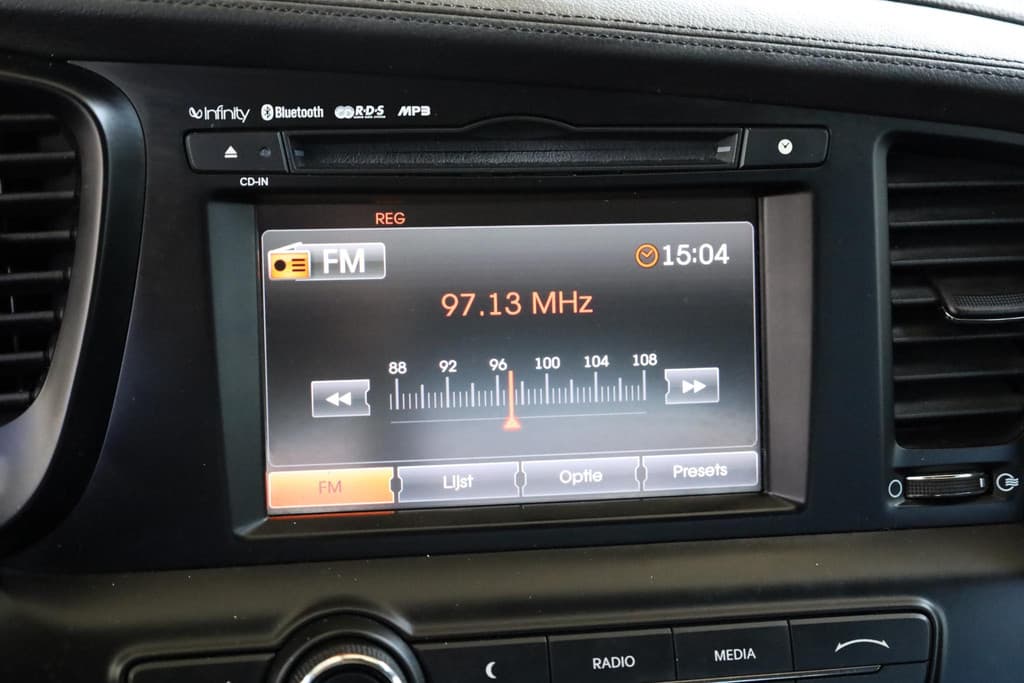 Infinity Bluetooth R·D·S MP3
CD-IN
REG
FM 15:04
97.13 MHz
88 92 96 100 104 108
FM Lijst Optie Presets
RADIO MEDIA